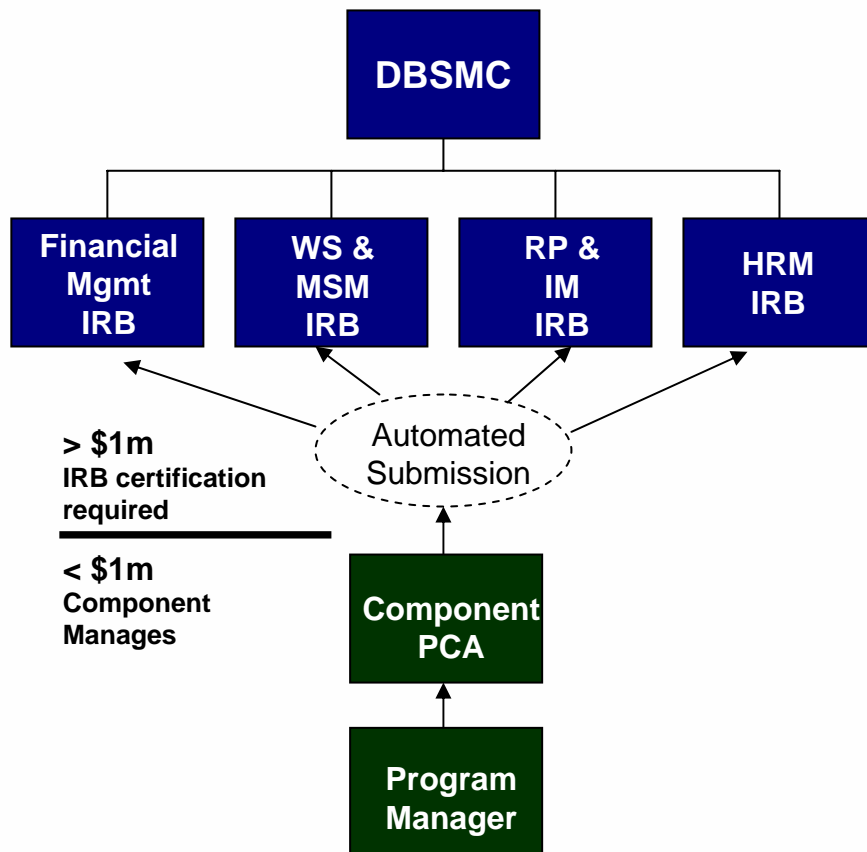 DBSMC
Financial
Mgmt
IRB
WS &
MSM
IRB
RP &
IM
IRB
HRM
IRB
Automated
Submission
> $1m
IRB certification
required
< $1m
Component
Manages
Component
PCA
Program
Manager